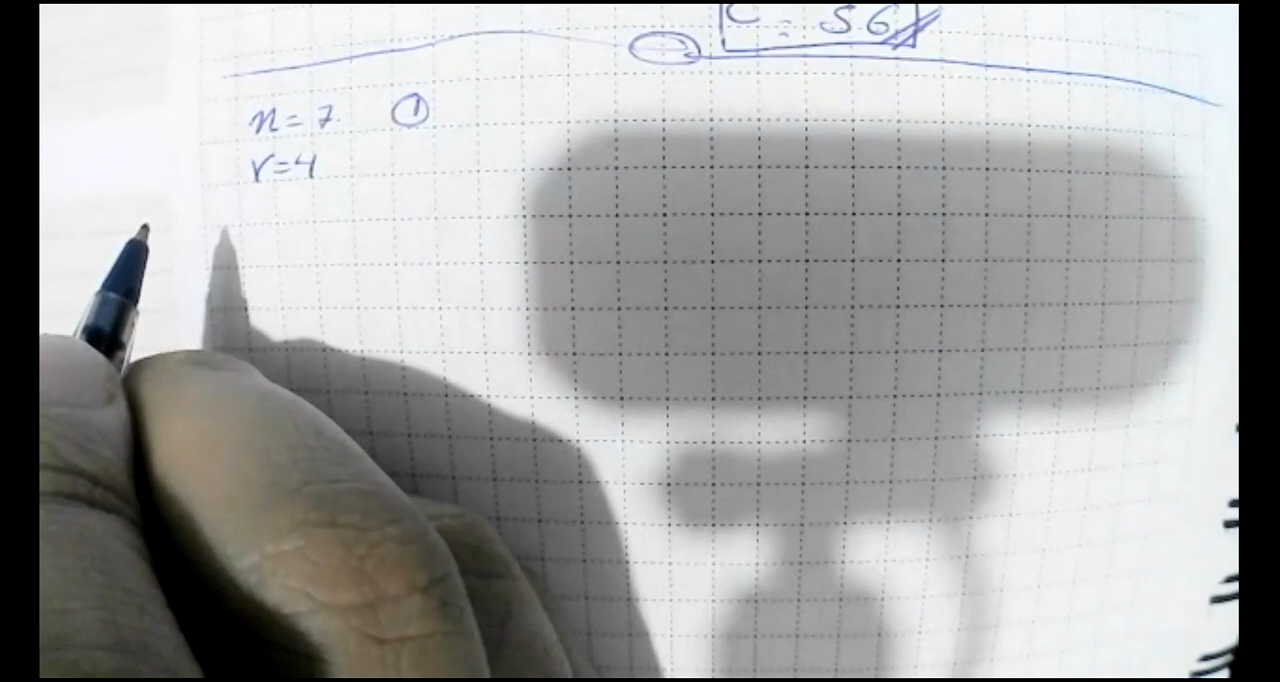 C = 56
n = 7 ①
r = 4